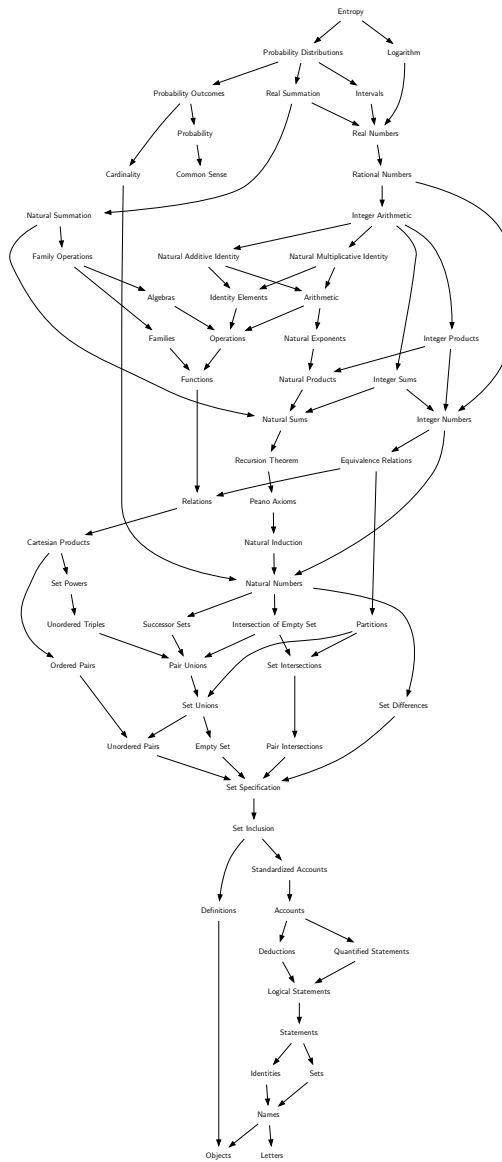 Entropy
Probability Distributions
Logarithm
Probability Outcomes
Real Summation
Intervals
Probability
Real Numbers
Cardinality
Common Sense
Rational Numbers
Natural Summation
Integer Arithmetic
Family Operations
Natural Additive Identity
Natural Multiplicative Identity
Algebras
Identity Elements
Arithmetic
Families
Operations
Natural Exponents
Integer Products
Functions
Natural Products
Integer Sums
Natural Sums
Integer Numbers
Recursion Theorem
Equivalence Relations
Relations
Peano Axioms
Cartesian Products
Natural Induction
Set Powers
Natural Numbers
Unordered Triples
Successor Sets
Intersection of Empty Set
Partitions
Ordered Pairs
Pair Unions
Set Intersections
Set Unions
Set Differences
Unordered Pairs
Empty Set
Pair Intersections
Set Specification
Set Inclusion
Standardized Accounts
Definitions
Accounts
Deductions
Quantified Statements
Logical Statements
Statements
Identities
Sets
Names
Objects
Letters